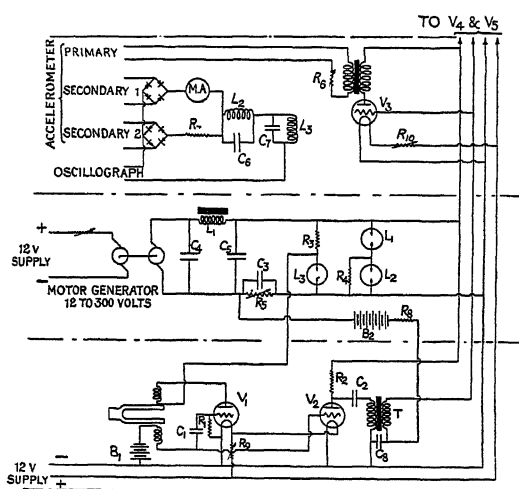 TO V4 & V5
ACCELEROMETER
PRIMARY
SECONDARY 1
SECONDARY 2
OSCILLOGRAPH
M.A
L2
C6
C7
L3
R6
V3
R10
+
12 V
SUPPLY
−
MOTOR GENERATOR
12 TO 300 VOLTS
L1
C4
C5
C3
R5
R3
L3
R4
L1
L2
B2
R8
B1
V1
C1
R1
R9
V2
R2
C2
T
C8
12 V
SUPPLY
−
+